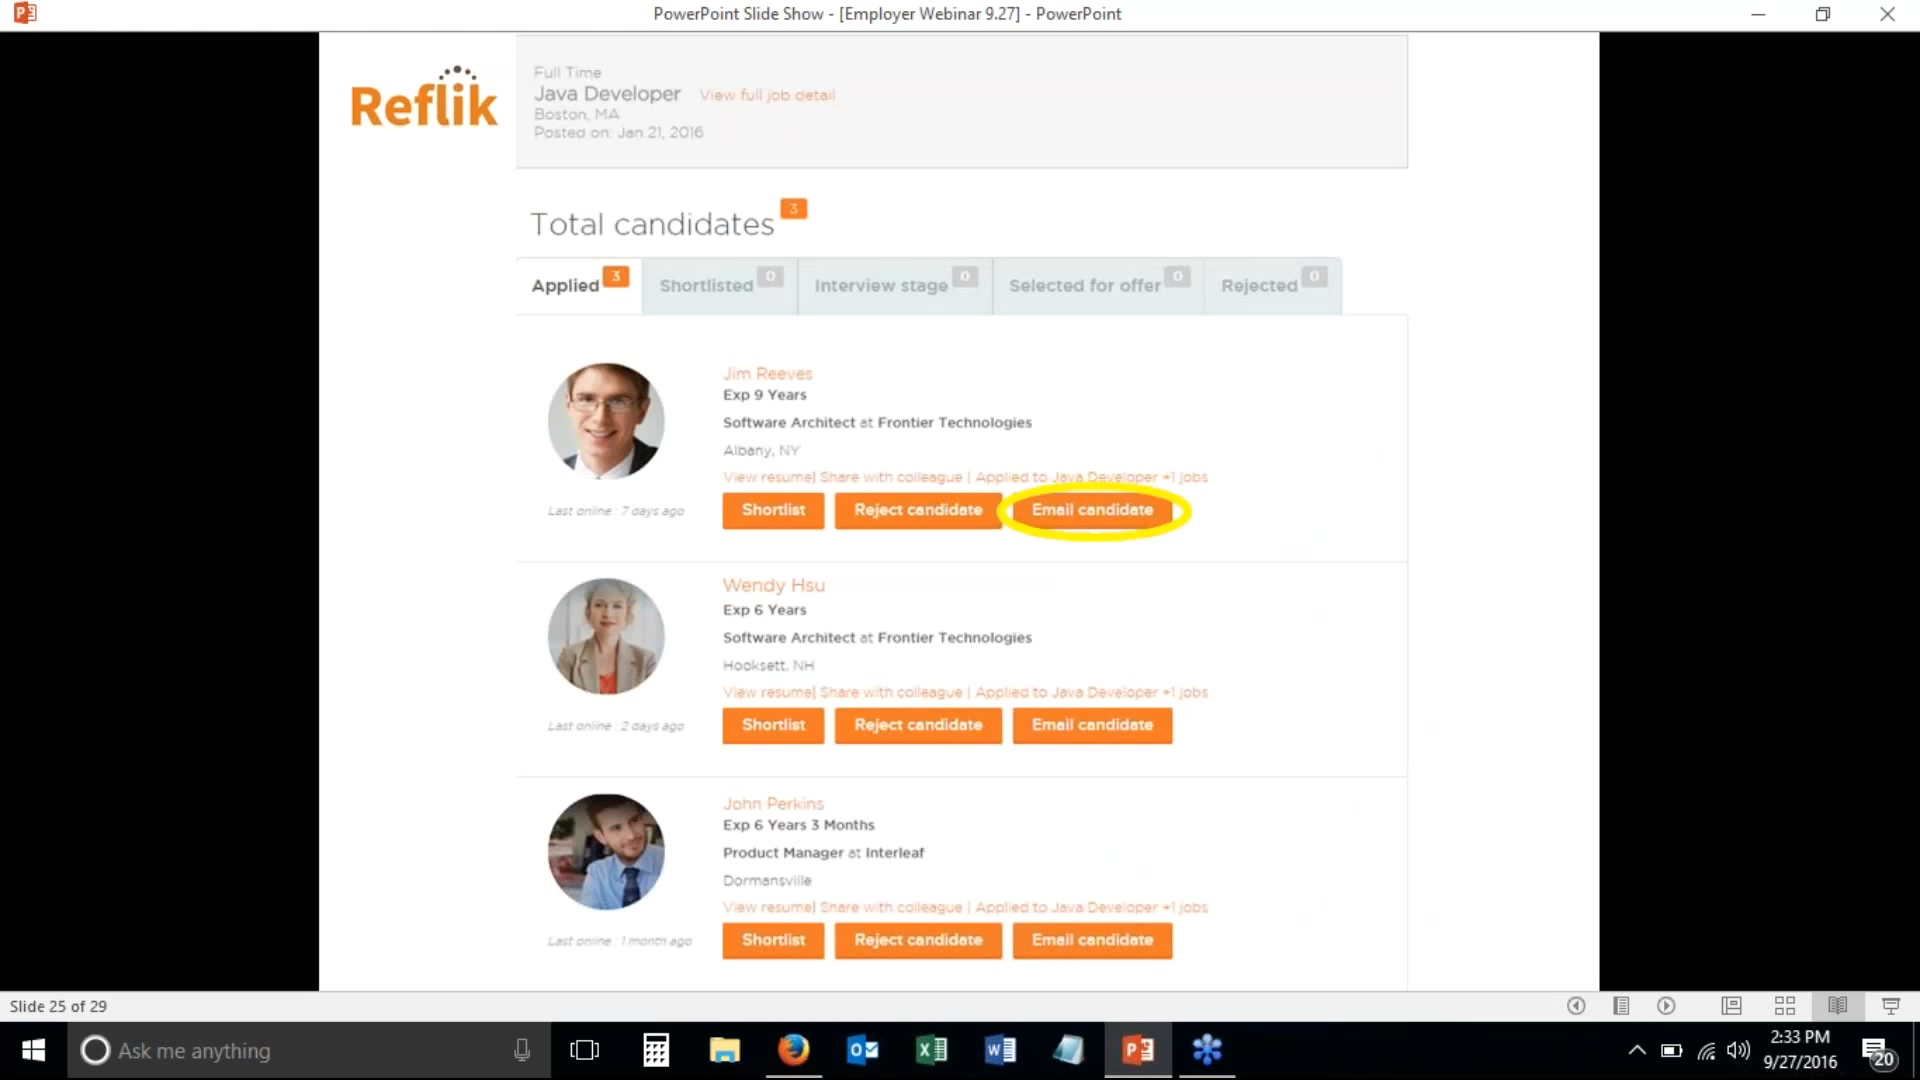 PowerPoint Slide Show - [Employer Webinar 9.27] - PowerPoint
Reflik
Full Time
Java Developer View full job detail
Boston, MA
Posted on: Jan 21, 2016
Total candidates 3
Applied 3 Shortlisted 0 Interview stage 0 Selected for offer 0 Rejected 0
Jim Reeves
Exp 9 Years
Software Architect at Frontier Technologies
Albany, NY
View resume| Share with colleague | Applied to Java Developer +1 jobs
Last online : 7 days ago
Shortlist Reject candidate Email candidate
Wendy Hsu
Exp 6 Years
Software Architect at Frontier Technologies
Hooksett, NH
View resume| Share with colleague | Applied to Java Developer +1 jobs
Last online : 2 days ago
Shortlist Reject candidate Email candidate
John Perkins
Exp 6 Years 3 Months
Product Manager at Interleaf
Dormansville
View resume| Share with colleague | Applied to Java Developer +1 jobs
Last online : 1 month ago
Shortlist Reject candidate Email candidate
Slide 25 of 29
Ask me anything
2:33 PM
9/27/2016
20